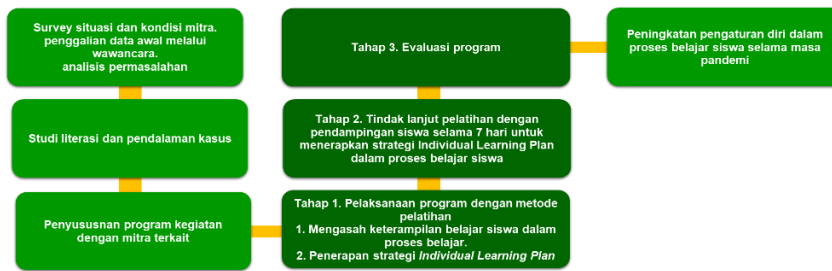 Survey situasi dan kondisi mitra.
penggalian data awal melalui
wawancara.
analisis permasalahan
Studi literasi dan pendalaman kasus
Penyususnan program kegiatan
dengan mitra terkait
Tahap 1. Pelaksanaan program dengan metode
pelatihan
1. Mengasah keterampilan belajar siswa dalam
proses belajar.
2. Penerapan strategi Individual Learning Plan
Tahap 2. Tindak lanjut pelatihan dengan
pendampingan siswa selama 7 hari untuk
menerapkan strategi Individual Learning Plan
dalam proses belajar siswa
Tahap 3. Evaluasi program
Peningkatan pengaturan diri dalam
proses belajar siswa selama masa
pandemi